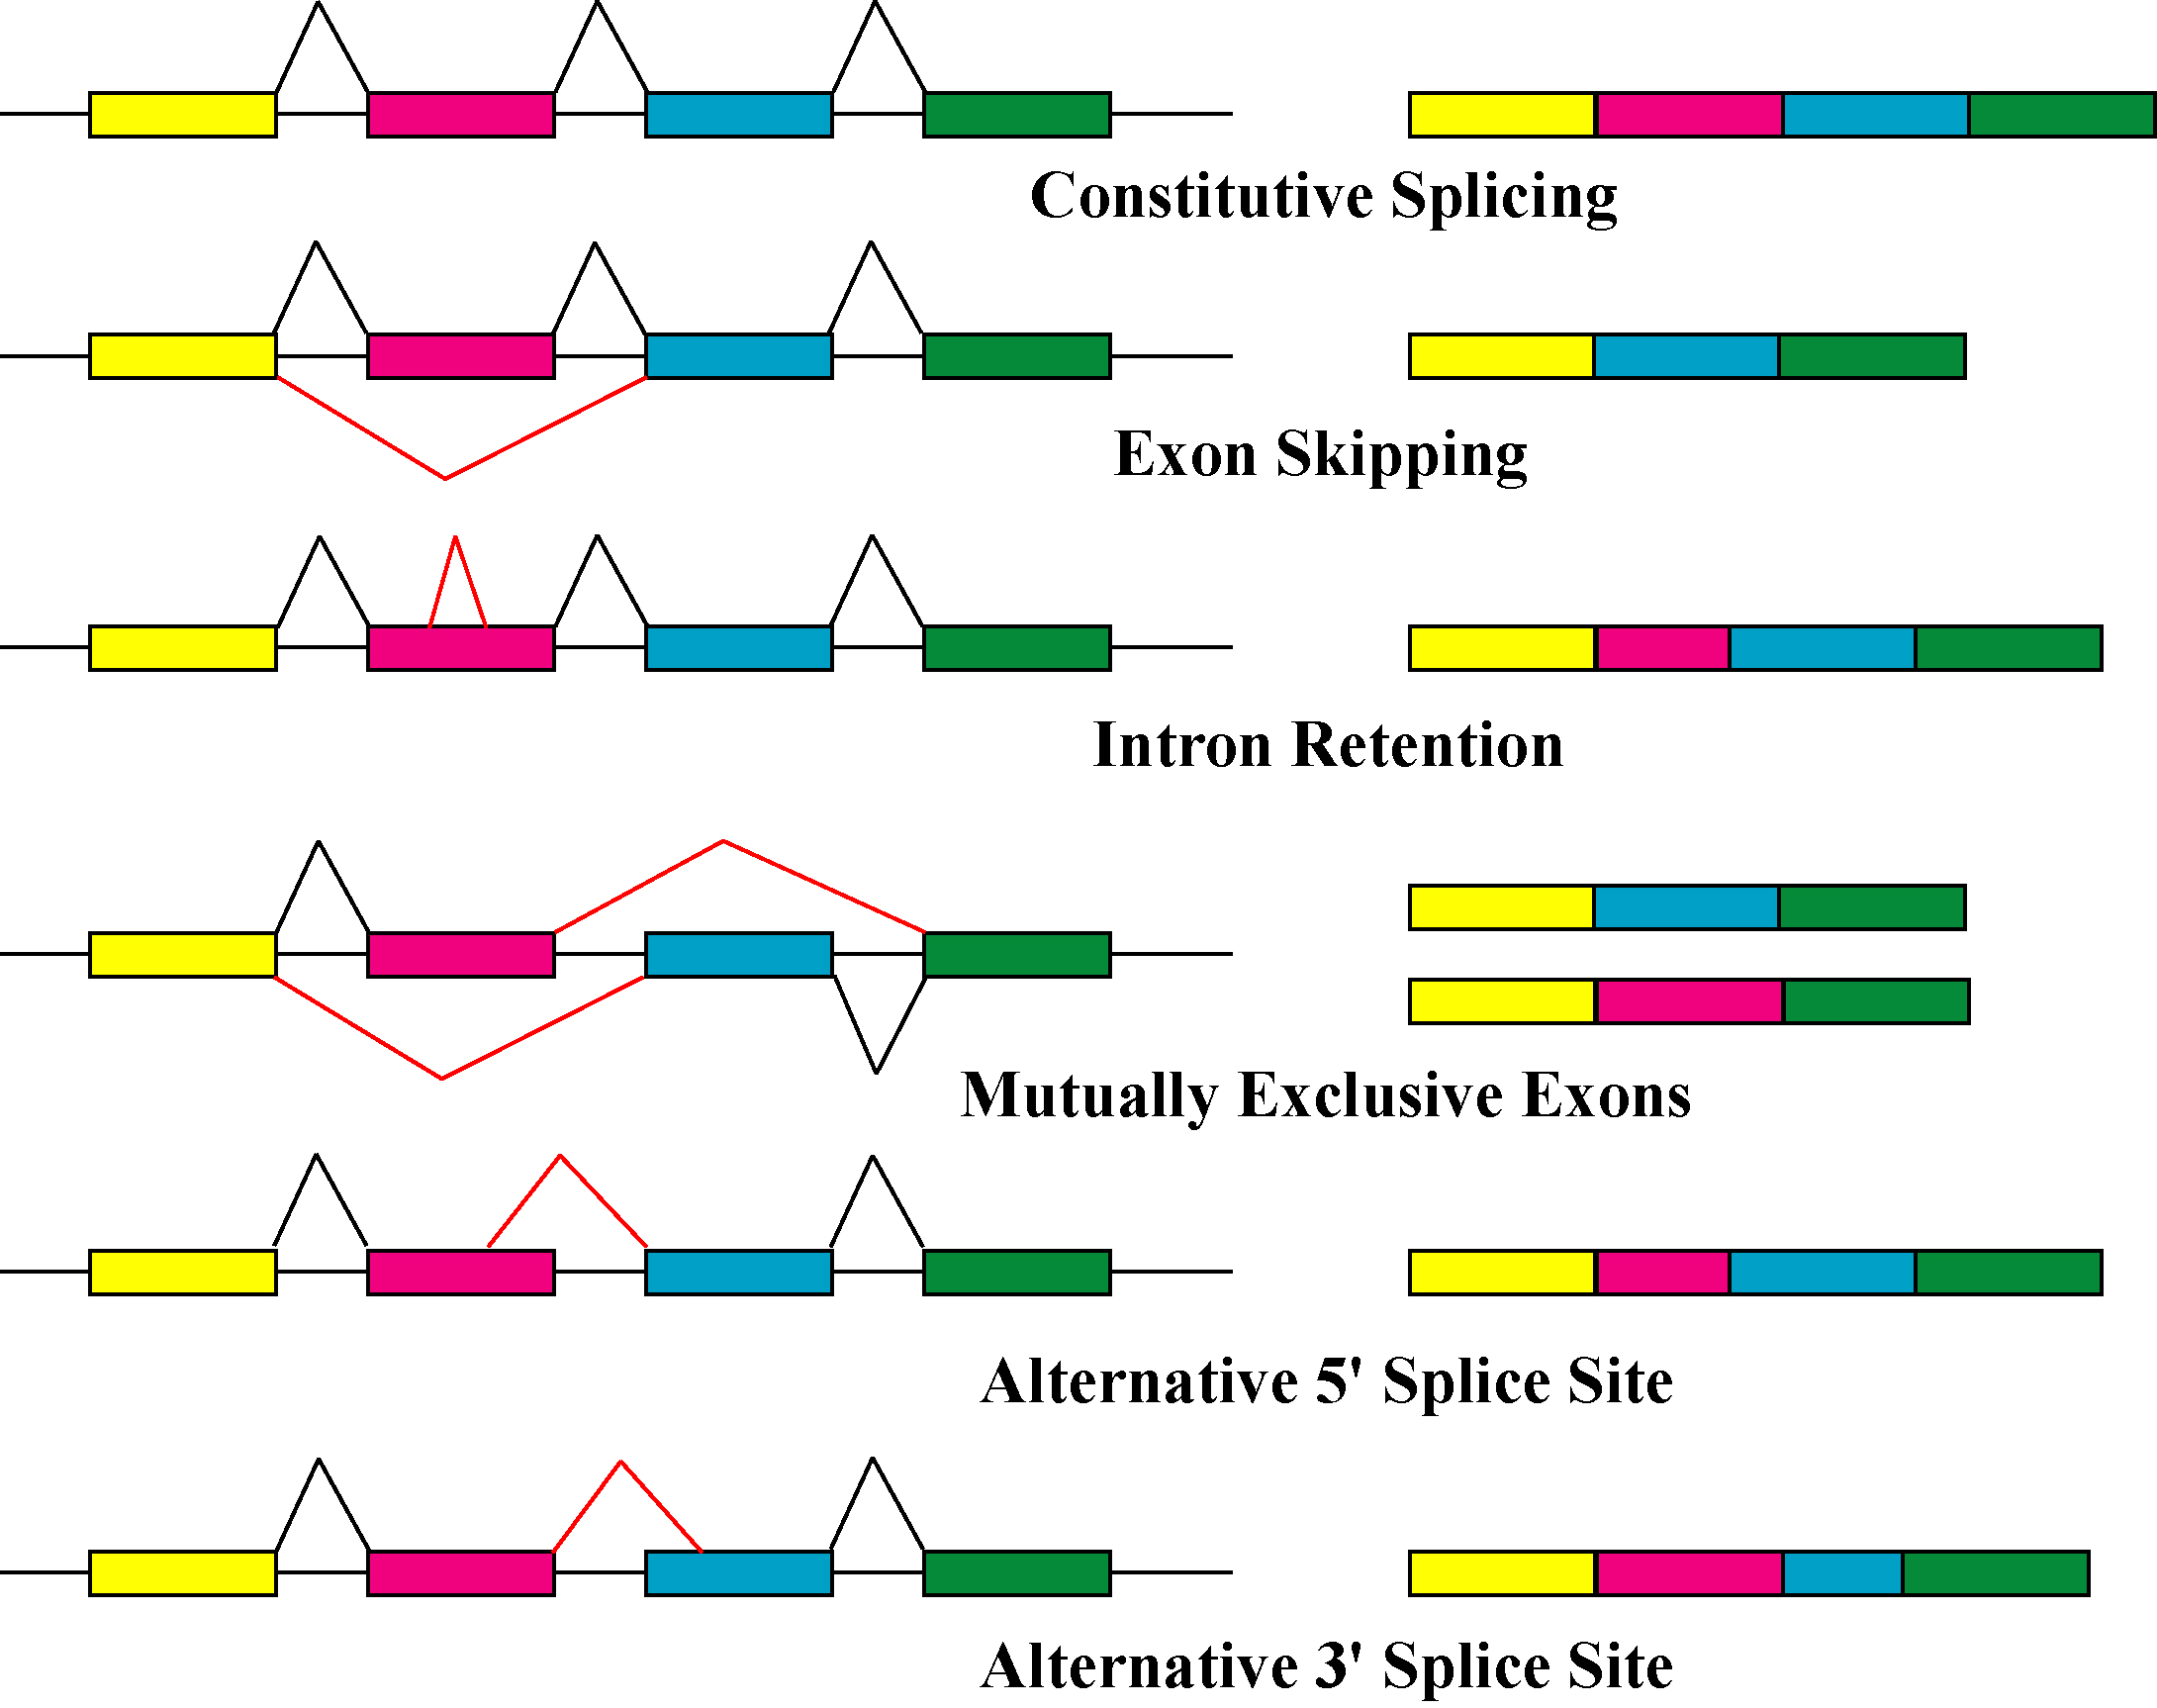 Constitutive Splicing
Exon Skipping
Intron Retention
Mutually Exclusive Exons
Alternative 5' Splice Site
Alternative 3' Splice Site